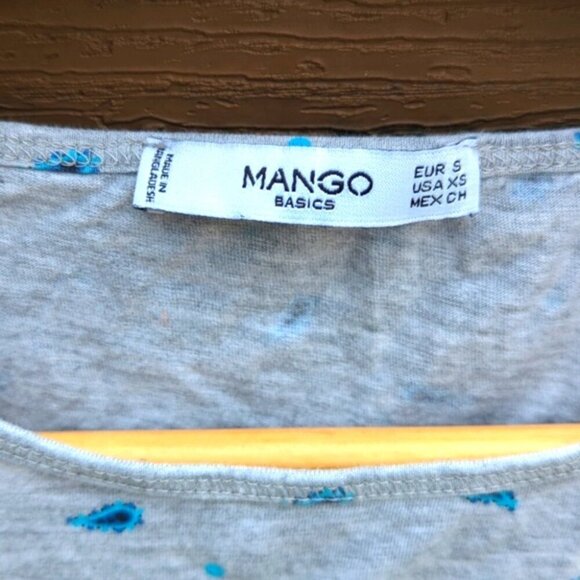 MADE IN
BANGLADESH
MANGO
BASICS
EUR S
USA XS
MEX CH